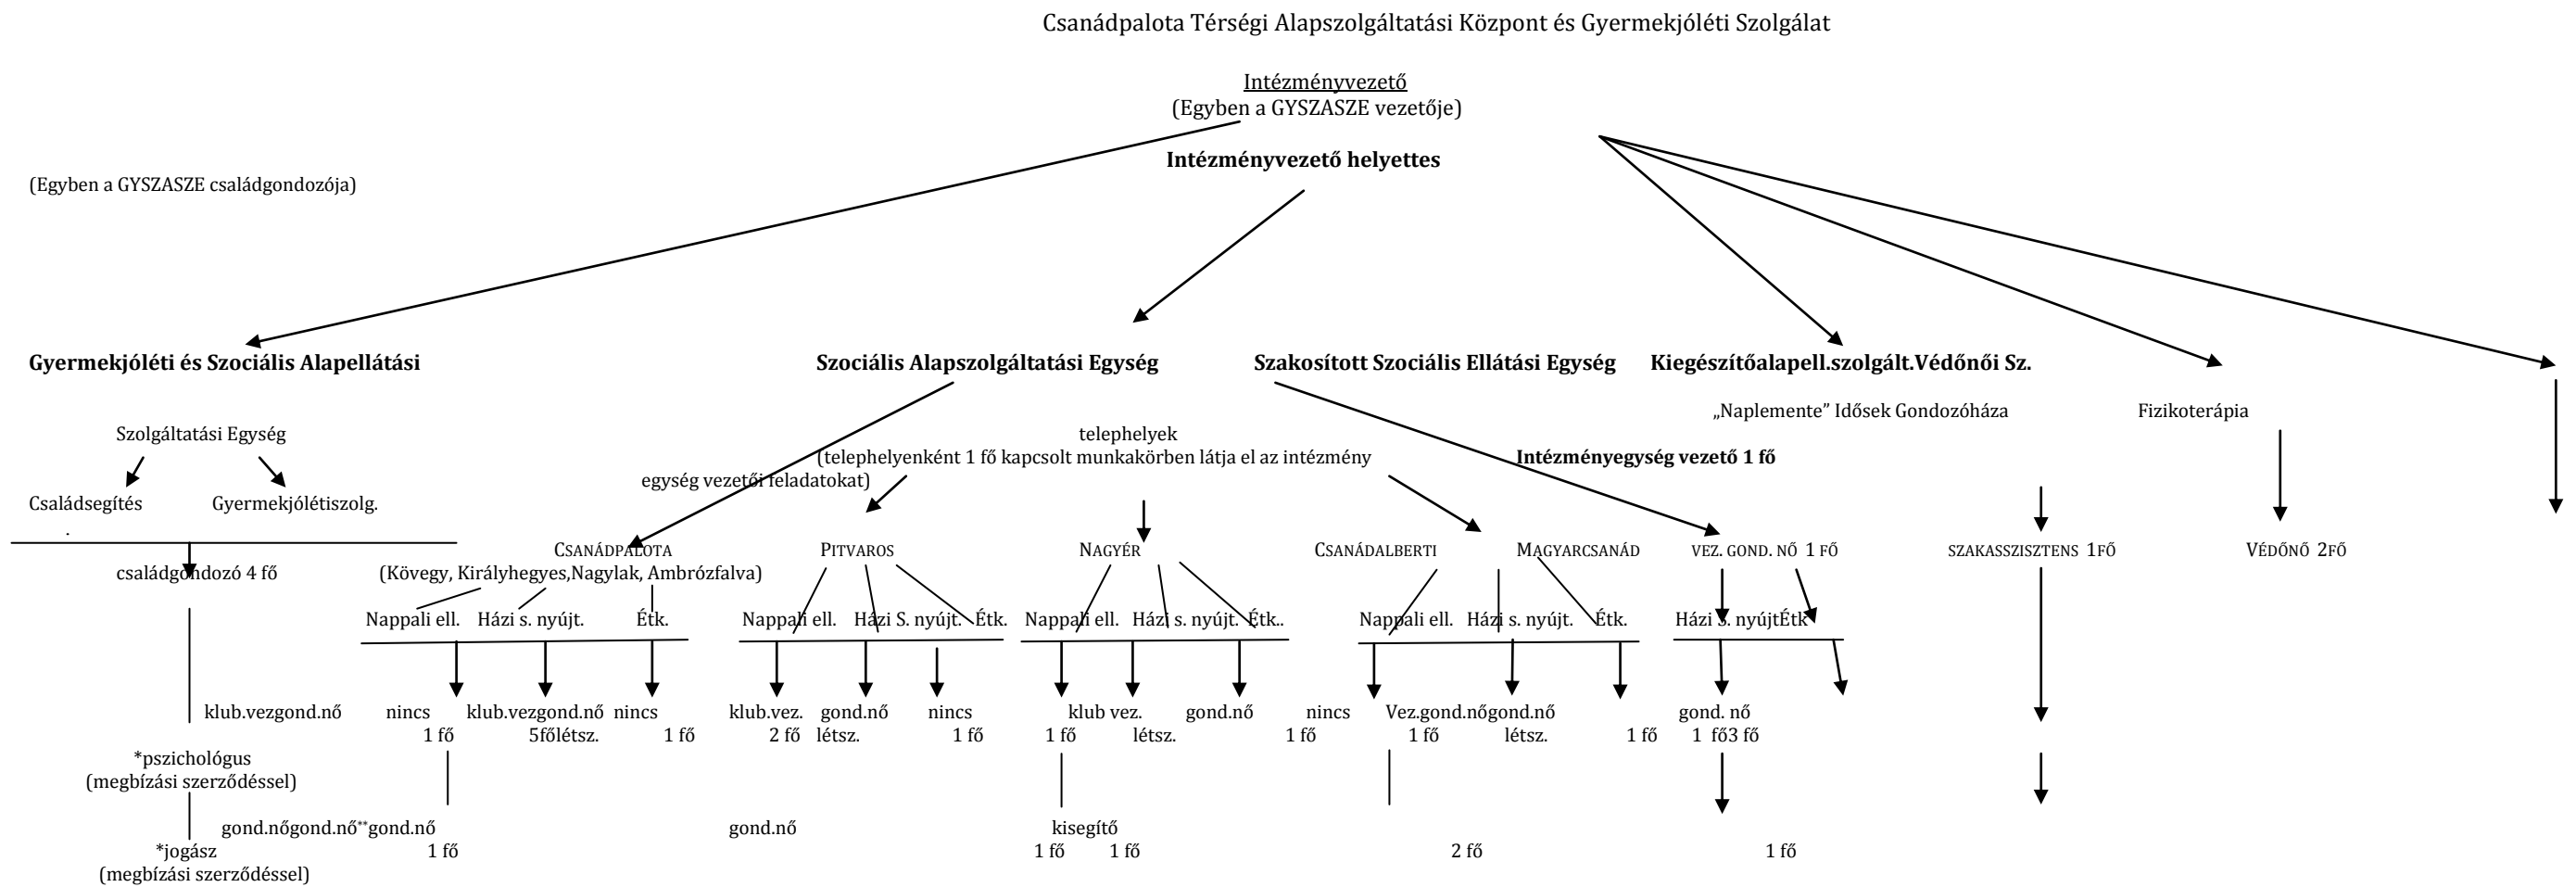 Csanádpalota Térségi Alapszolgáltatási Központ és Gyermekjóléti Szolgálat
Intézményvezető
(Egyben a GYSZASZE vezetője)
Intézményvezető helyettes
(Egyben a GYSZASZE családgondozója)
Gyermekjóléti és Szociális Alapellátási Szociális Alapszolgáltatási Egység Szakosított Szociális Ellátási Egység Kiegészítőalapell.szolgált.Védőnői Sz.
„Naplemente” Idősek Gondozóháza Fizikoterápia
Szolgáltatási Egység telephelyek
(telephelyenként 1 fő kapcsolt munkakörben látja el az intézmény Intézményegység vezető 1 fő
egység vezetői feladatokat)
Családsegítés Gyermekjólétiszolg.
.
CSANÁDPALOTA PITVAROS NAGYÉR CSANÁDALBERTI MAGYARCSANÁD VEZ. GOND. NŐ 1 FŐ SZAKASSZISZTENS 1FŐ VÉDŐNŐ 2FŐ
családgondozó 4 fő (Kövegy, Királyhegyes,Nagylak, Ambrózfalva)
Nappali ell. Házi s. nyújt. Étk. Nappali ell. Házi S. nyújt. Étk. Nappali ell. Házi s. nyújt. Étk.. Nappali ell. Házi s. nyújt. Étk. Házi S. nyújtÉtk
klub.vezgond.nő nincs klub.vezgond.nő nincs klub.vez. gond.nő nincs klub vez. gond.nő nincs Vez.gond.nőgond.nő gond. nő
1 fő 5főlétsz. 1 fő 2 fő létsz. 1 fő 1 fő létsz. 1 fő 1 fő létsz. 1 fő 1 fő3 fő
*pszichológus
(megbízási szerződéssel)
gond.nőgond.nő**gond.nő gond.nő kisegítő
*jogász 1 fő 1 fő 1 fő 2 fő 1 fő
(megbízási szerződéssel)